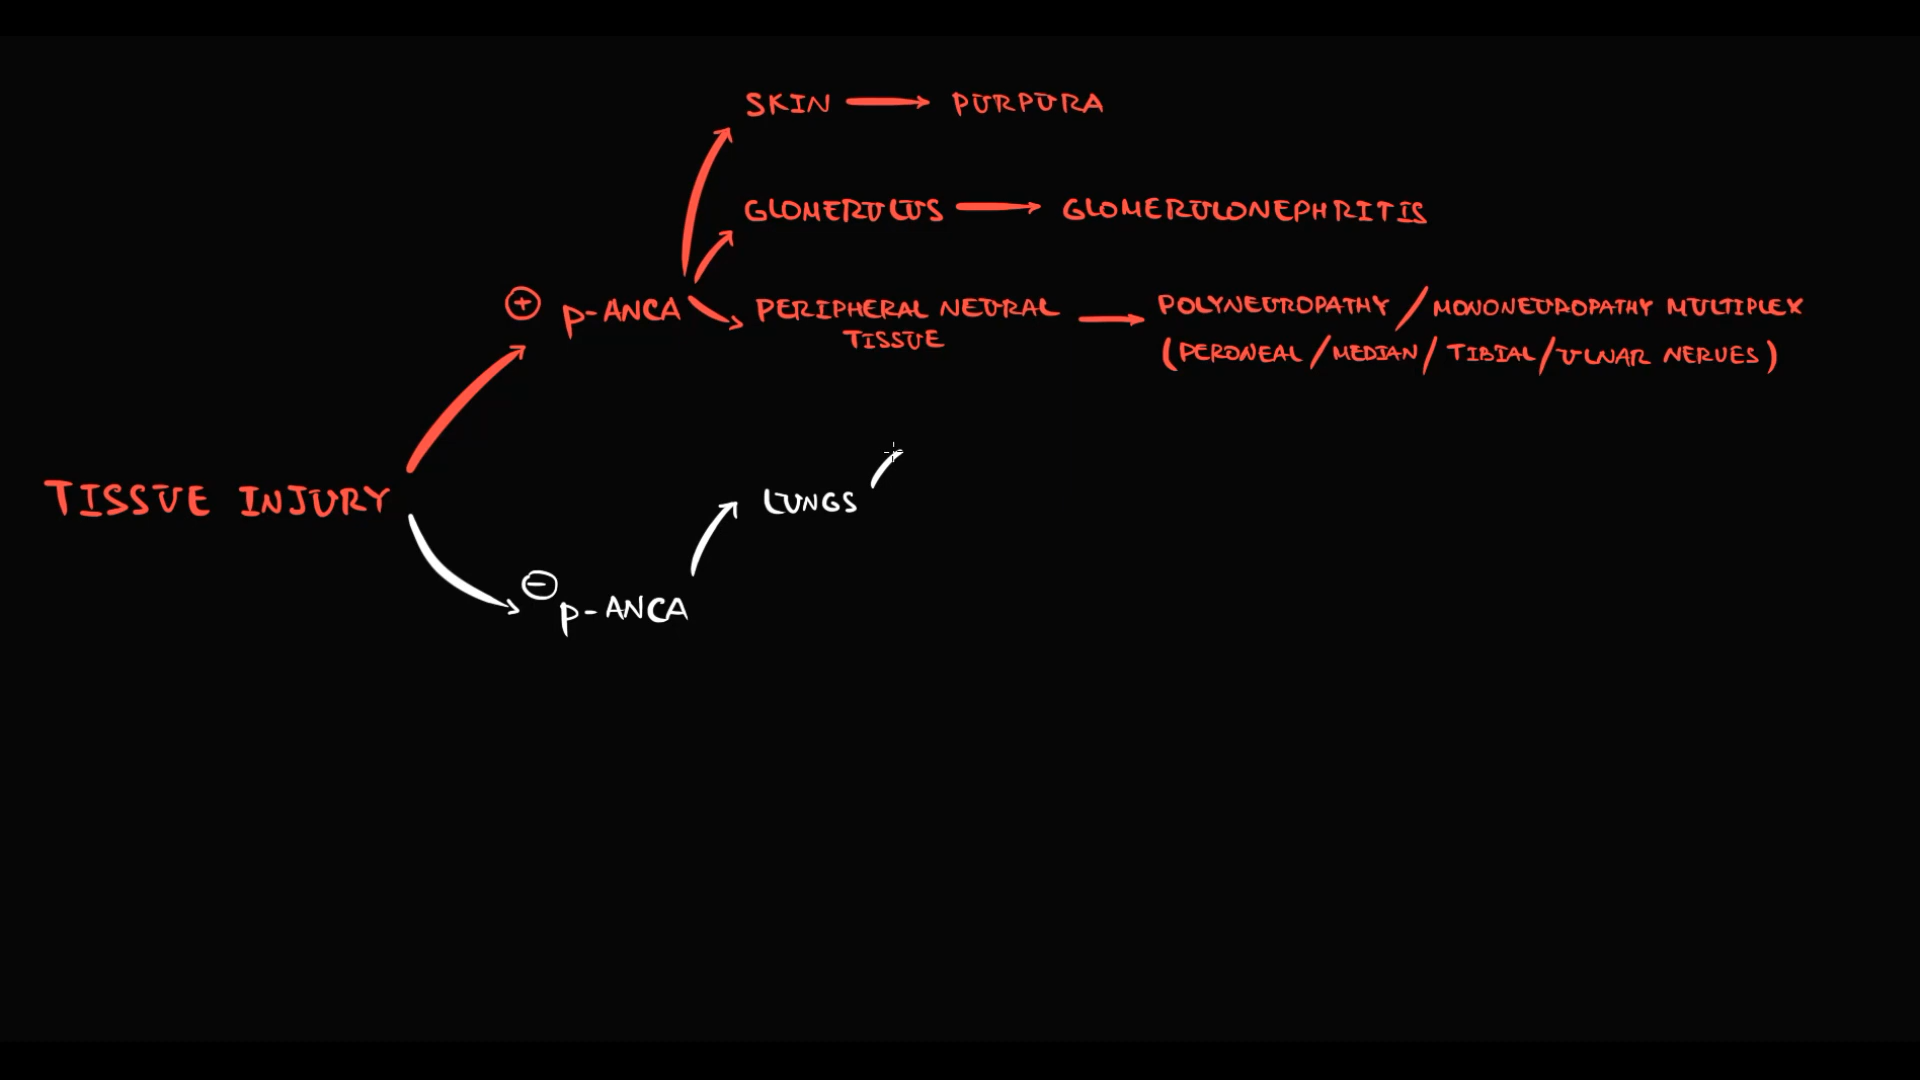 SKIN → PURPURA
GLOMERULUS → GLOMERULONEPHRITIS
⊕ p-ANCA
PERIPHERAL NEURAL TISSUE → POLYNEUROPATHY / MONONEUROPATHY MULTIPLEX
(PERONEAL / MEDIAN / TIBIAL / ULNAR NERVES)
TISSUE INJURY
LUNGS
⊖ p-ANCA